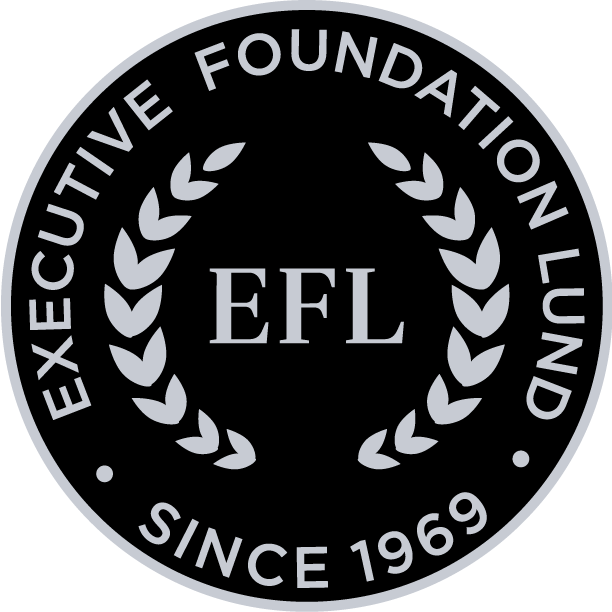 EXECUTIVE FOUNDATION LUND
EFL
· SINCE 1969 ·